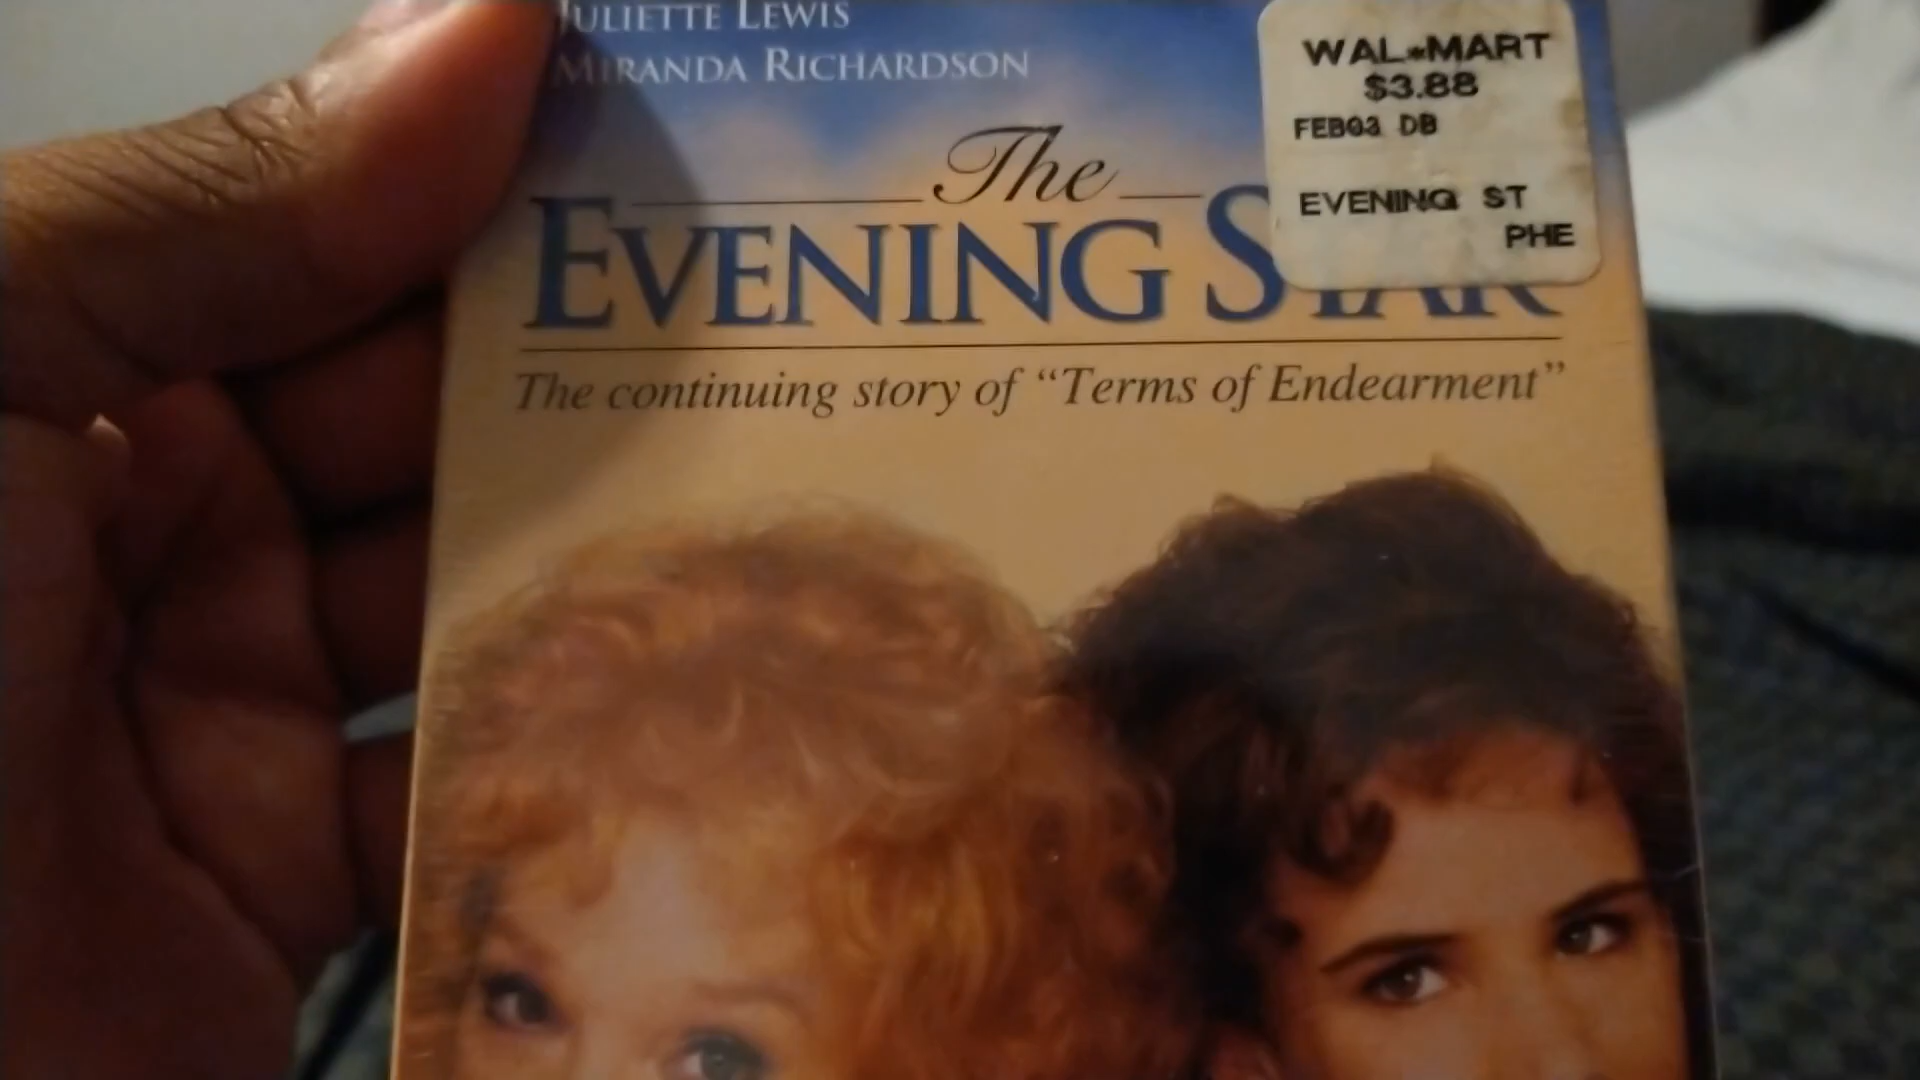 JULIETTE LEWIS
MIRANDA RICHARDSON
The
EVENING STAR
The continuing story of “Terms of Endearment”
WAL★MART
$3.88
FEB03 DB
EVENING ST
PHE